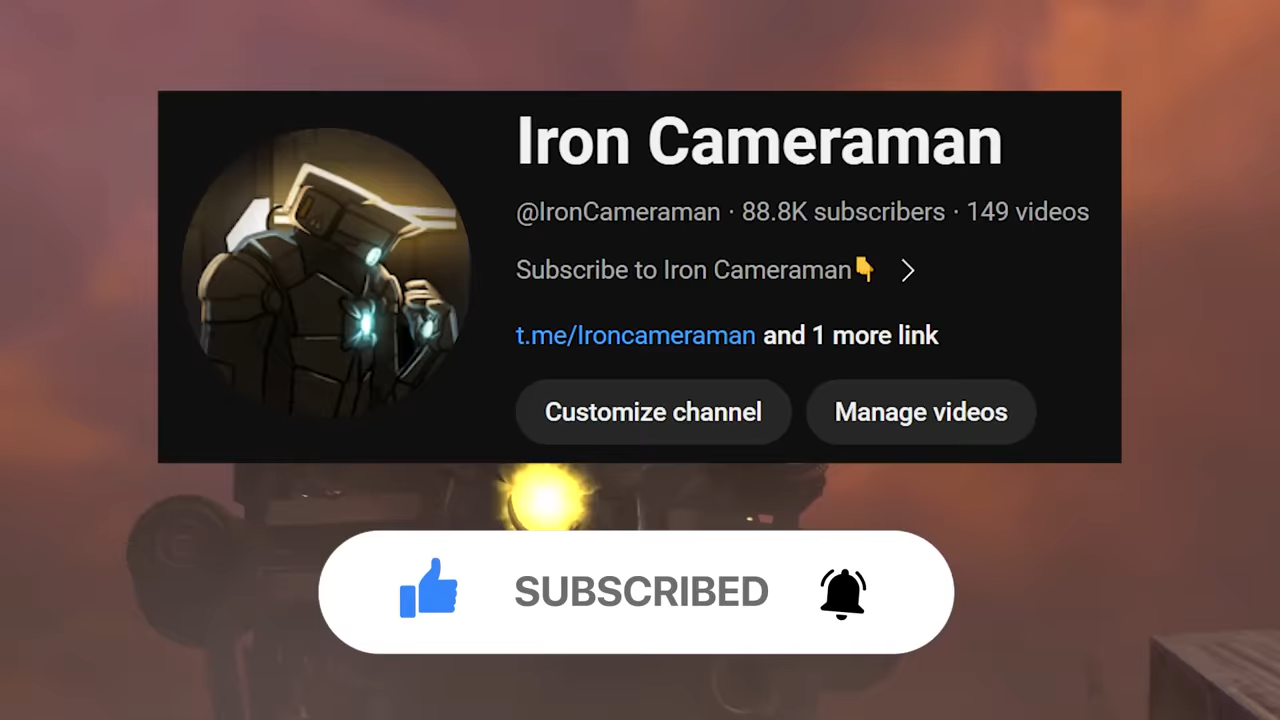 Iron Cameraman
@IronCameraman · 88.8K subscribers · 149 videos
Subscribe to Iron Cameraman👇
t.me/Ironcameraman and 1 more link
Customize channel Manage videos
SUBSCRIBED